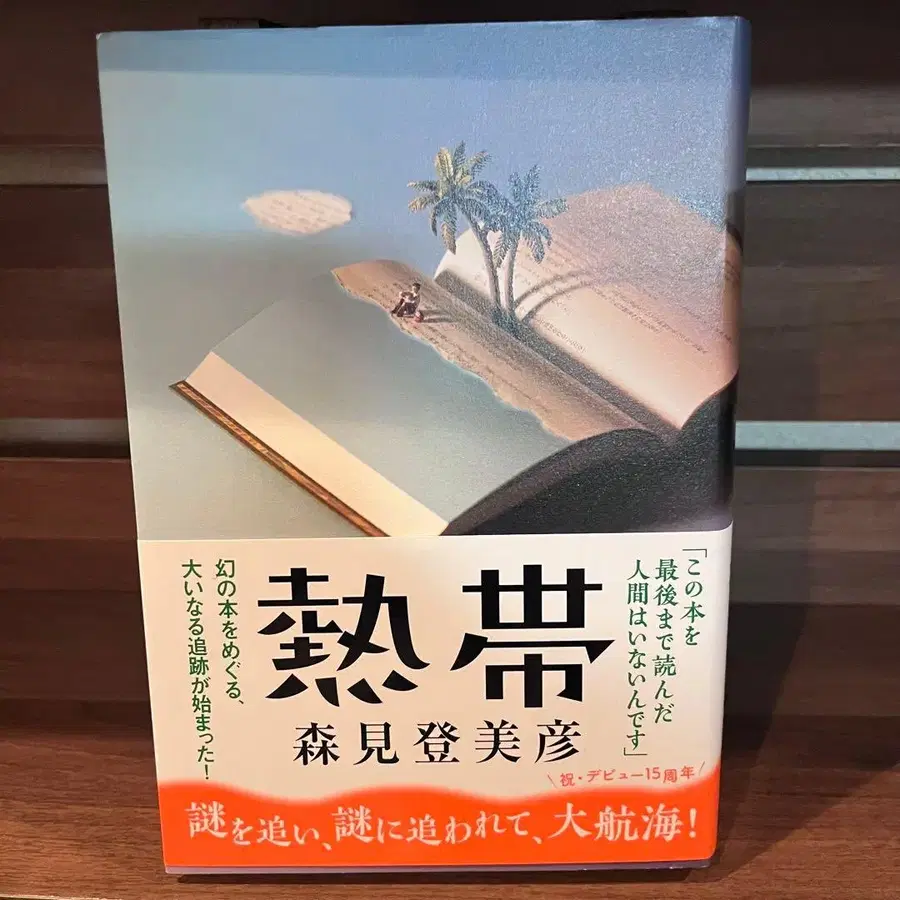 「この本を
最後まで読んだ
人間はいないんです」
熱帯
森見登美彦
幻の本をめぐる、
大いなる追跡が始まった!
祝・デビュー15周年
謎を追い、謎に追われて、大航海!